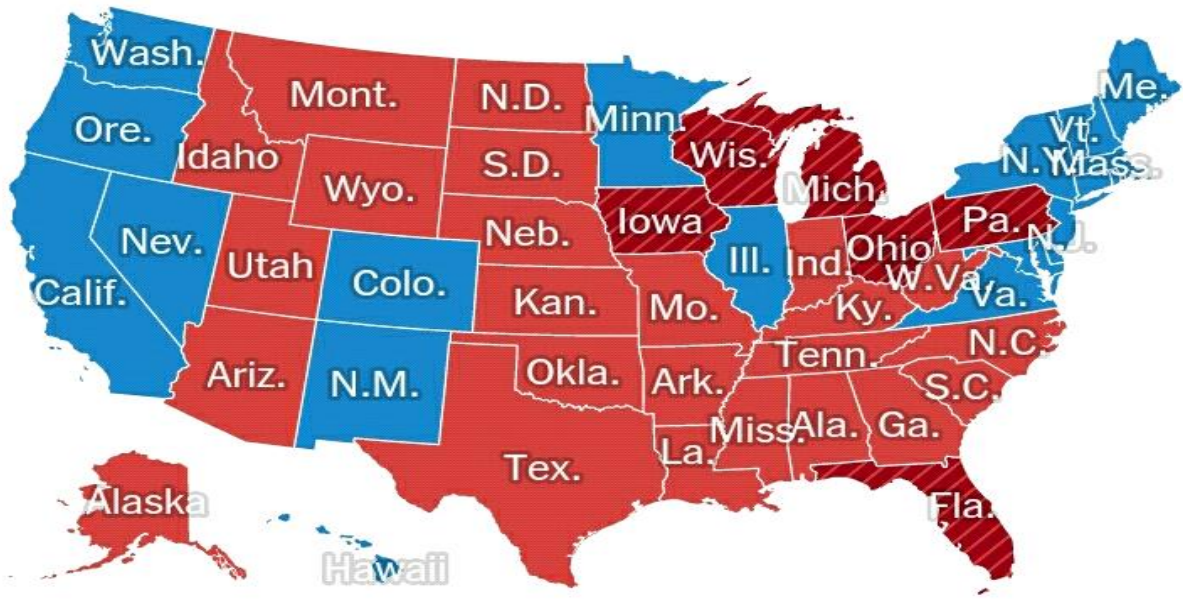 Wash.
Mont.
N.D.
Minn.
Me.
Ore.
Idaho
S.D.
Wis.
Vt.
N.Y.
Mass.
Wyo.
Mich.
Nev.
Neb.
Iowa
Pa.
N.J.
Utah
Colo.
Ill.
Ind.
Ohio
W.Va.
Calif.
Kan.
Mo.
Ky.
Va.
Ariz.
N.M.
Okla.
Ark.
Tenn.
N.C.
S.C.
Tex.
La.
Miss.
Ala.
Ga.
Alaska
Hawaii
Fla.